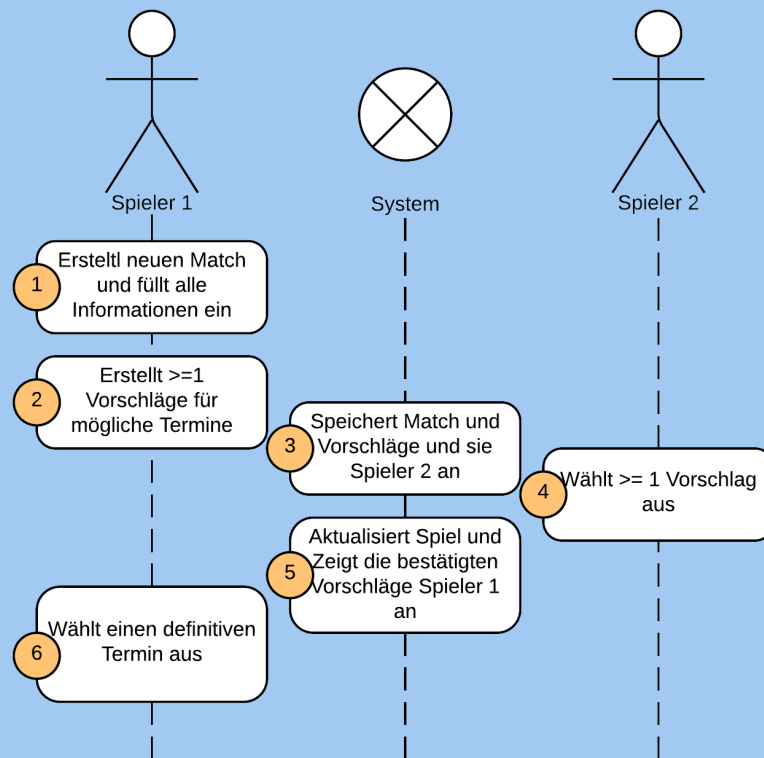 Spieler 1
System
Spieler 2
1
Ersteltl neuen Match
und füllt alle
Informationen ein
2
Erstellt >=1
Vorschläge für
mögliche Termine
3
Speichert Match und
Vorschläge und sie
Spieler 2 an
4
Wählt >= 1 Vorschlag
aus
5
Aktualisiert Spiel und
Zeigt die bestätigten
Vorschläge Spieler 1
an
6
Wählt einen definitiven
Termin aus